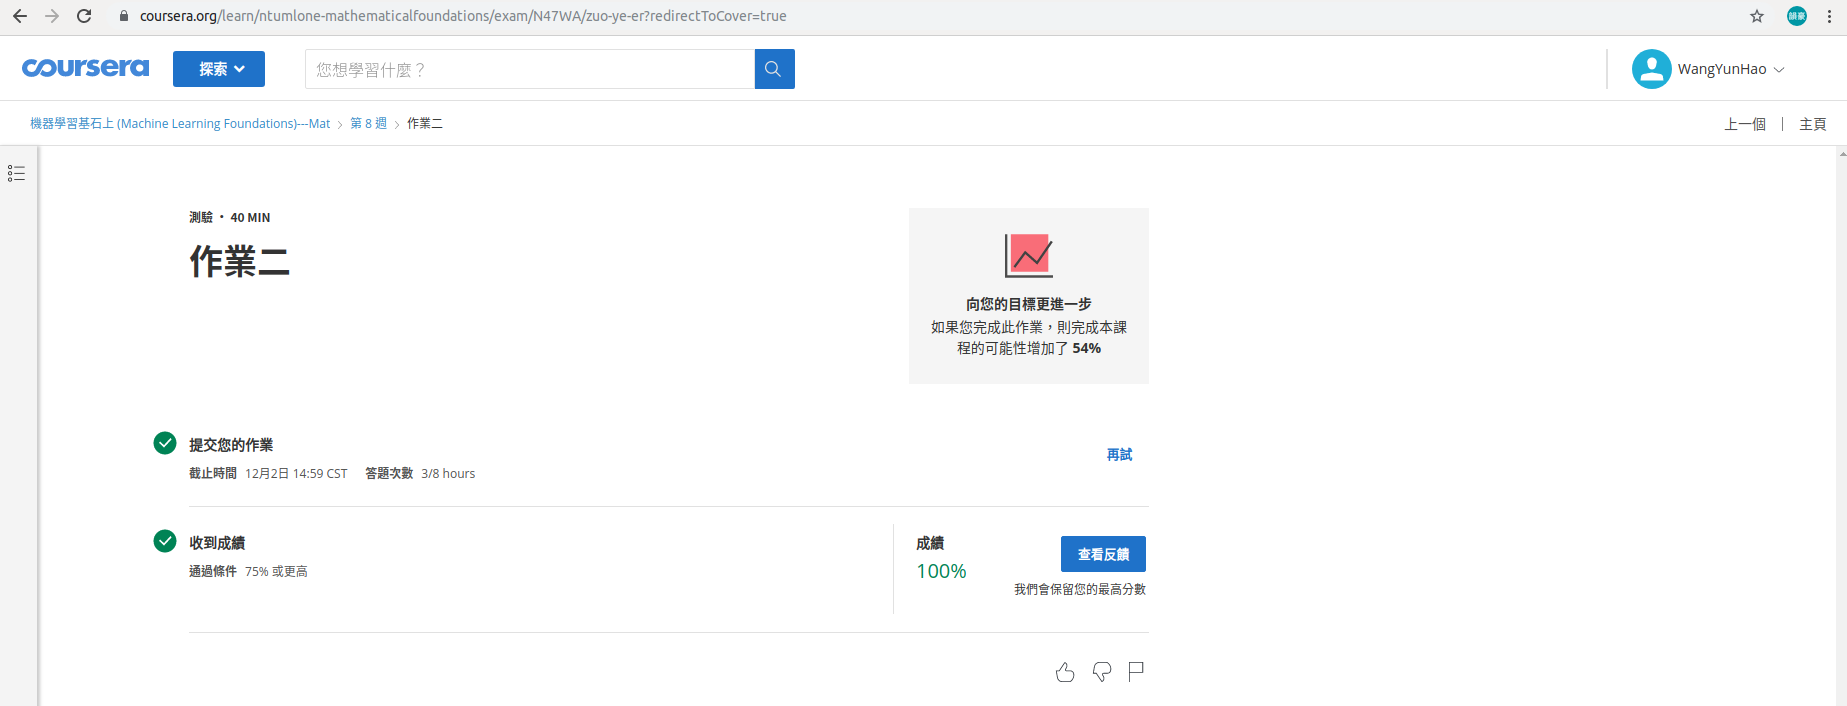 coursera.org/learn/ntumlone-mathematicalfoundations/exam/N47WA/zuo-ye-er?redirectToCover=true
韻豪
coursera 探索 您想學習什麼？ WangYunHao
機器學習基石上 (Machine Learning Foundations)---Mat > 第 8 週 > 作業二 上一個 | 主頁
測驗 • 40 MIN
作業二
向您的目標更進一步
如果您完成此作業，則完成本課
程的可能性增加了 54%
提交您的作業
截止時間 12月2日 14:59 CST 答題次數 3/8 hours
再試
收到成績
通過條件 75% 或更高
成績
100%
查看反饋
我們會保留您的最高分數